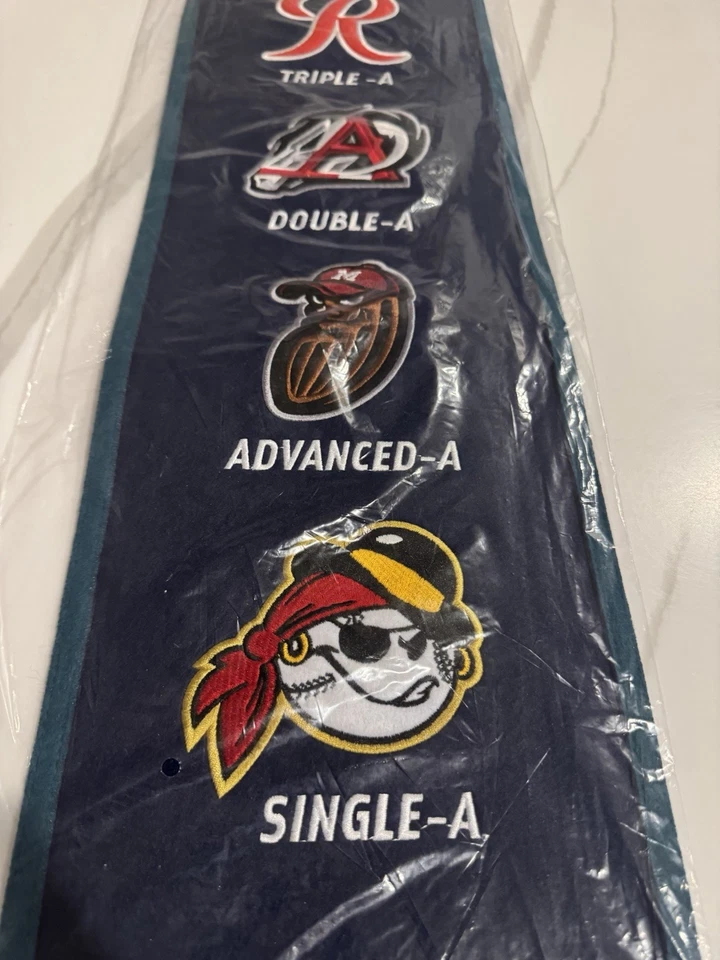 R
TRIPLE -A
A
DOUBLE-A
M
ADVANCED-A
SINGLE-A